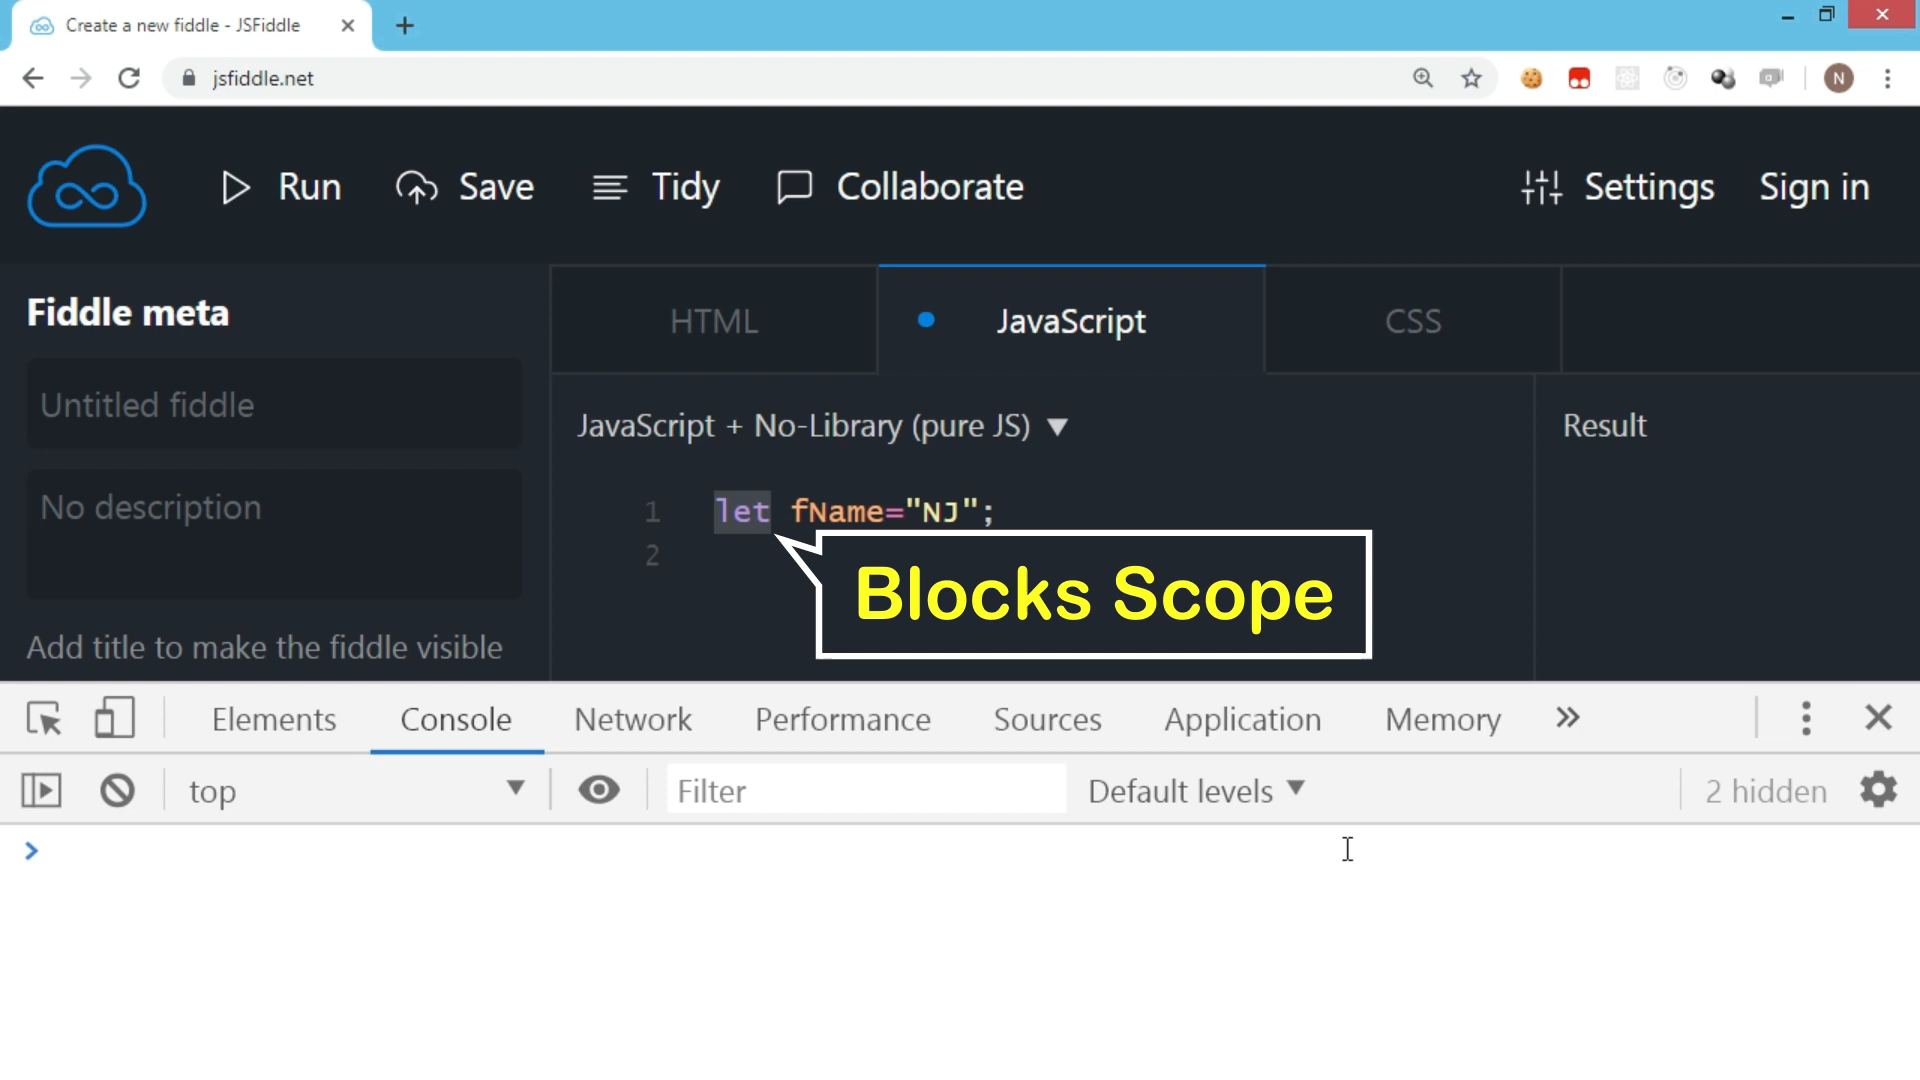 Create a new fiddle - JSFiddle
jsfiddle.net
N
Run
Save
Tidy
Collaborate
Settings
Sign in
Fiddle meta
Untitled fiddle
No description
Add title to make the fiddle visible
HTML
JavaScript
CSS
JavaScript + No-Library (pure JS)
Result
1 let fName="NJ";
2
Blocks Scope
Elements
Console
Network
Performance
Sources
Application
Memory
top
Filter
Default levels
2 hidden